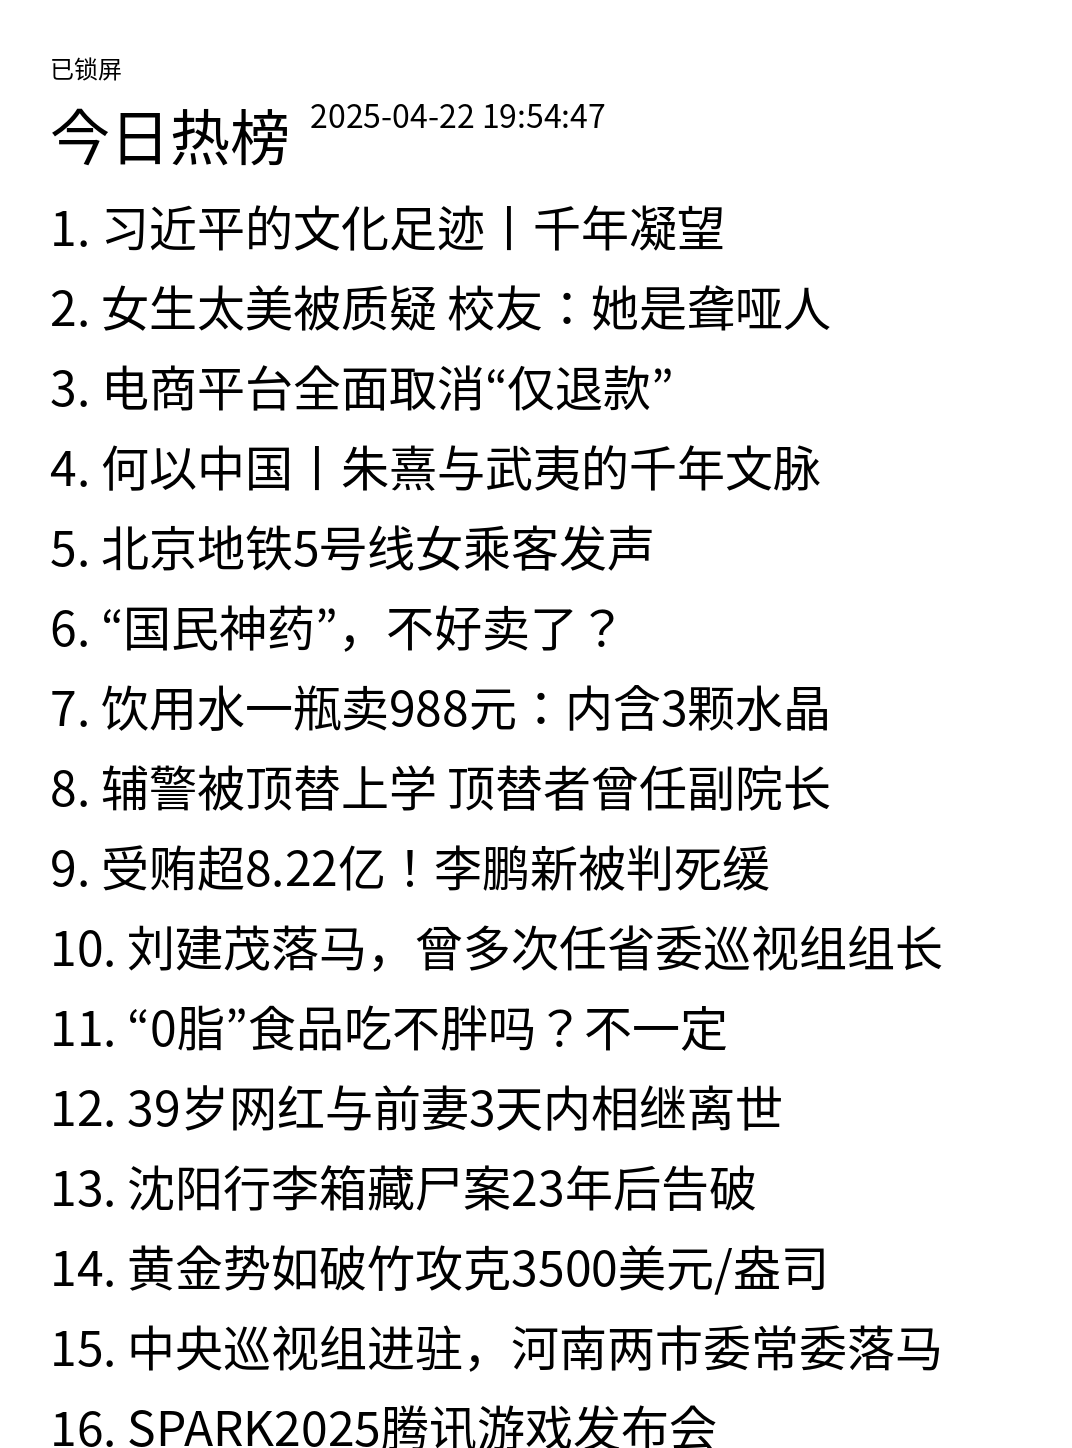 已锁屏
今日热榜 2025-04-22 19:54:47
1. 习近平的文化足迹丨千年凝望
2. 女生太美被质疑 校友：她是聋哑人
3. 电商平台全面取消“仅退款”
4. 何以中国丨朱熹与武夷的千年文脉
5. 北京地铁5号线女乘客发声
6. “国民神药”，不好卖了？
7. 饮用水一瓶卖988元：内含3颗水晶
8. 辅警被顶替上学 顶替者曾任副院长
9. 受贿超8.22亿！李鹏新被判死缓
10. 刘建茂落马，曾多次任省委巡视组组长
11. “0脂”食品吃不胖吗？不一定
12. 39岁网红与前妻3天内相继离世
13. 沈阳行李箱藏尸案23年后告破
14. 黄金势如破竹攻克3500美元/盎司
15. 中央巡视组进驻，河南两市委常委落马
16. SPARK2025腾讯游戏发布会